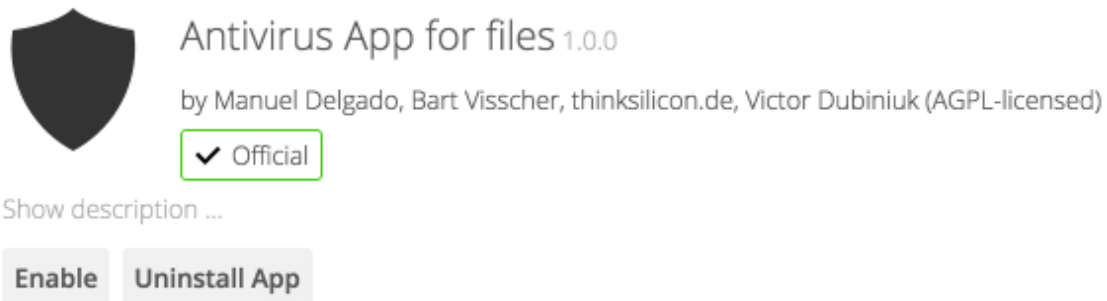 Antivirus App for files 1.0.0
by Manuel Delgado, Bart Visscher, thinksilicon.de, Victor Dubiniuk (AGPL-licensed)
Official
Show description ...
Enable Uninstall App